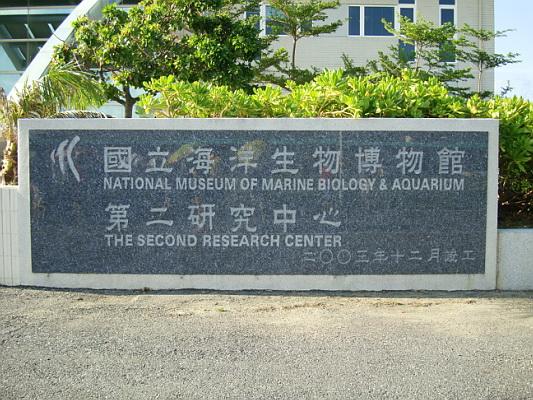 國立海洋生物博物館
NATIONAL MUSEUM OF MARINE BIOLOGY & AQUARIUM
第二研究中心
THE SECOND RESEARCH CENTER
二〇〇三年十二月竣工